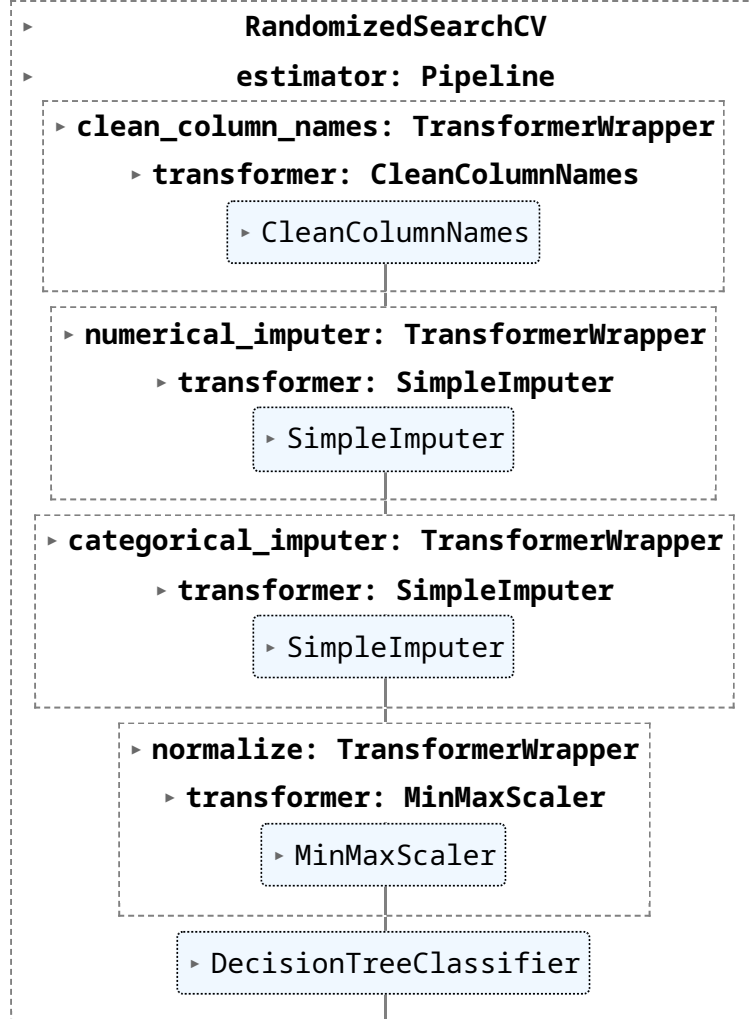 RandomizedSearchCV
estimator: Pipeline
clean_column_names: TransformerWrapper
transformer: CleanColumnNames
CleanColumnNames
numerical_imputer: TransformerWrapper
transformer: SimpleImputer
SimpleImputer
categorical_imputer: TransformerWrapper
transformer: SimpleImputer
SimpleImputer
normalize: TransformerWrapper
transformer: MinMaxScaler
MinMaxScaler
DecisionTreeClassifier